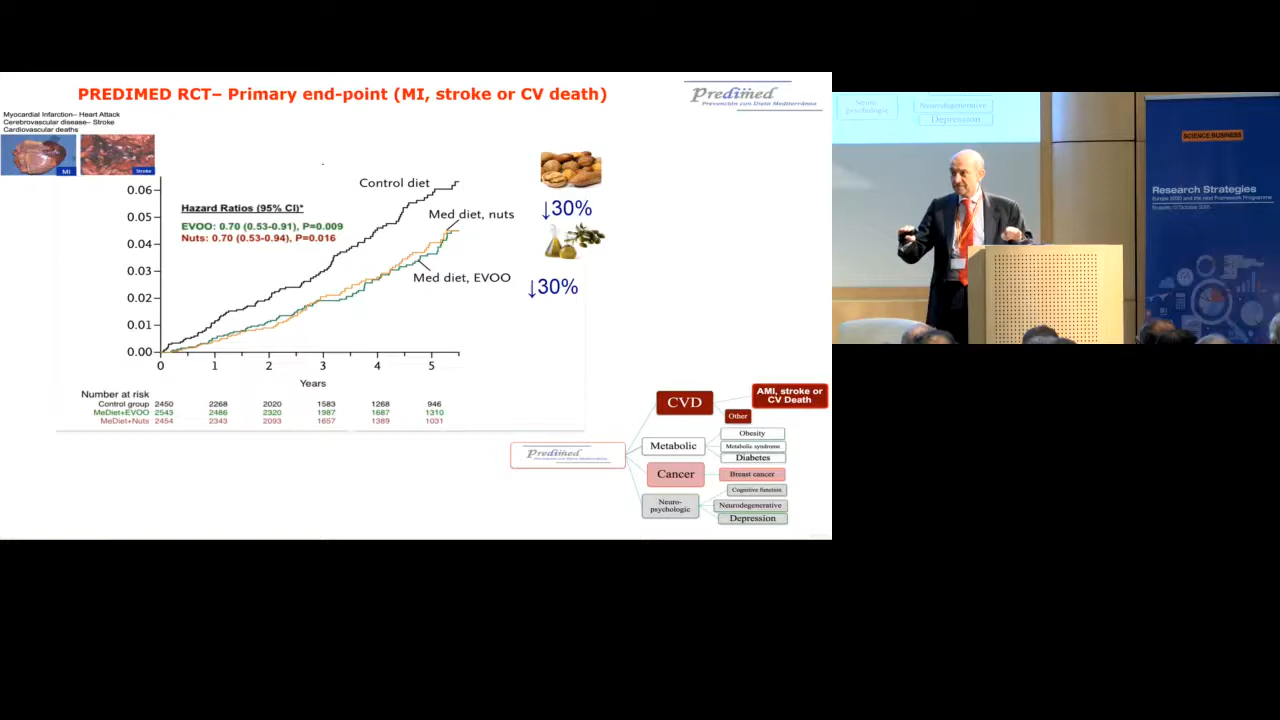 PREDIMED RCT– Primary end-point (MI, stroke or CV death)
Predimed
Prevención con Dieta Mediterránea
Myocardial Infarction– Heart Attack
Cerebrovascular disease– Stroke
Cardiovascular deaths
MI
Stroke
0.06
0.05
0.04
0.03
0.02
0.01
0.00
Hazard Ratios (95% CI)*
EVOO: 0.70 (0.53-0.91), P=0.009
Nuts: 0.70 (0.53-0.94), P=0.016
Control diet
Med diet, nuts
Med diet, EVOO
↓30%
↓30%
0 1 2 3 4 5
Years
Number at risk
Control group 2450 2268 2020 1583 1268 946
MeDiet+EVOO 2543 2486 2320 1987 1687 1310
MeDiet+Nuts 2454 2343 2093 1657 1389 1031
Predimed
CVD
AMI, stroke or
CV Death
Other
Metabolic
Obesity
Metabolic syndrome
Diabetes
Cancer
Breast cancer
Neuro-
psychologic
Cognitive function
Neurodegenerative
Depression
Neuro-
psychologic
Neurodegenerative
Depression
SCIENCE|BUSINESS
Research Strategies
Europe 2020 and the next Framework Programme